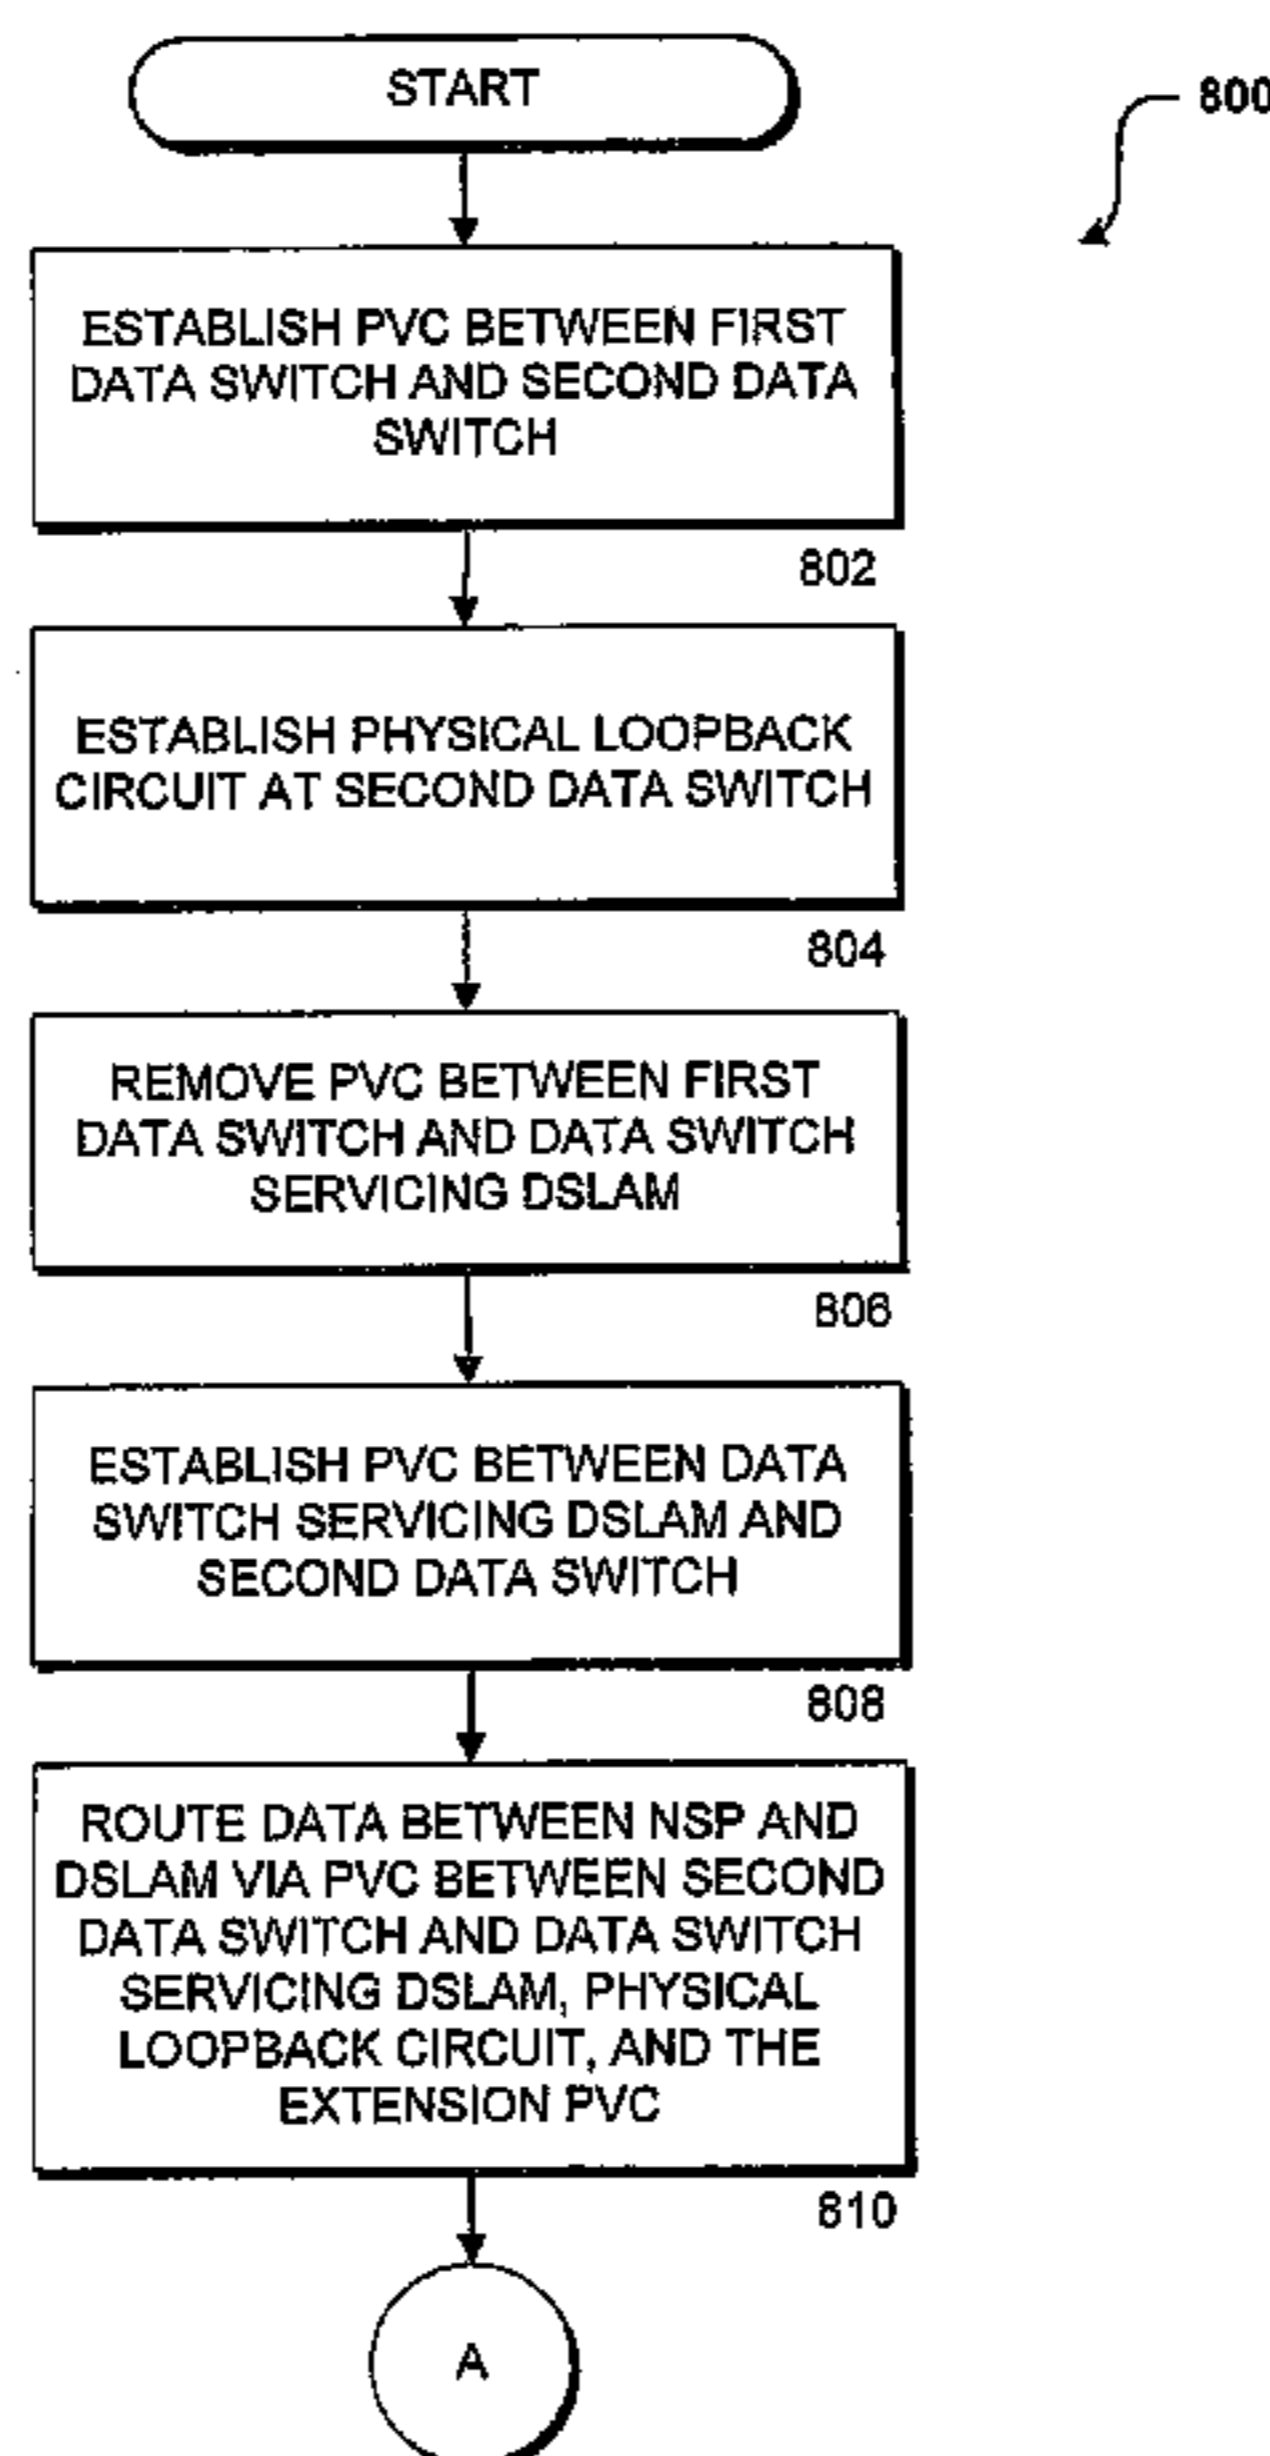 START
800
ESTABLISH PVC BETWEEN FIRST
DATA SWITCH AND SECOND DATA
SWITCH
802
ESTABLISH PHYSICAL LOOPBACK
CIRCUIT AT SECOND DATA SWITCH
804
REMOVE PVC BETWEEN FIRST
DATA SWITCH AND DATA SWITCH
SERVICING DSLAM
806
ESTABLISH PVC BETWEEN DATA
SWITCH SERVICING DSLAM AND
SECOND DATA SWITCH
808
ROUTE DATA BETWEEN NSP AND
DSLAM VIA PVC BETWEEN SECOND
DATA SWITCH AND DATA SWITCH
SERVICING DSLAM, PHYSICAL
LOOPBACK CIRCUIT, AND THE
EXTENSION PVC
810
A